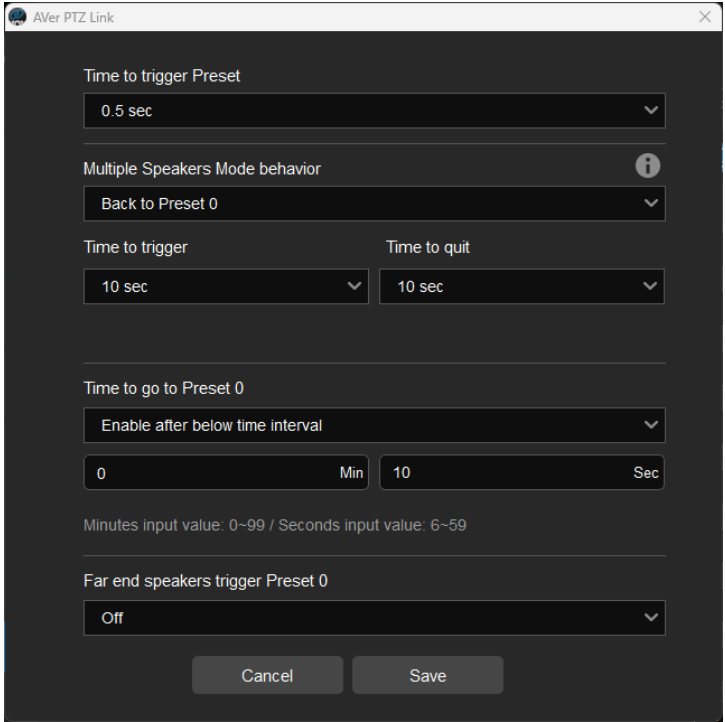 AVer PTZ Link
Time to trigger Preset
0.5 sec
Multiple Speakers Mode behavior
Back to Preset 0
Time to trigger
Time to quit
10 sec
10 sec
Time to go to Preset 0
Enable after below time interval
0 Min
10 Sec
Minutes input value: 0~99 / Seconds input value: 6~59
Far end speakers trigger Preset 0
Off
Cancel
Save